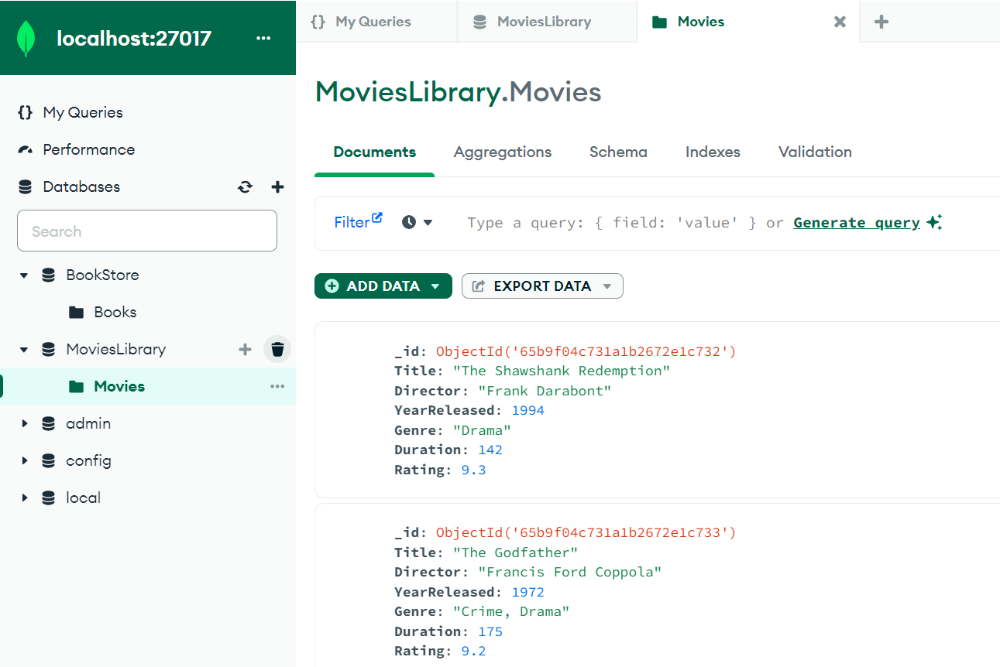 localhost:27017
My Queries
MoviesLibrary
Movies
My Queries
Performance
Databases
Search
BookStore
Books
MoviesLibrary
Movies
admin
config
local
MoviesLibrary.Movies
Documents
Aggregations
Schema
Indexes
Validation
Filter
Type a query: { field: 'value' } or Generate query
ADD DATA
EXPORT DATA
_id: ObjectId('65b9f04c731a1b2672e1c732')
Title: "The Shawshank Redemption"
Director: "Frank Darabont"
YearReleased: 1994
Genre: "Drama"
Duration: 142
Rating: 9.3
_id: ObjectId('65b9f04c731a1b2672e1c733')
Title: "The Godfather"
Director: "Francis Ford Coppola"
YearReleased: 1972
Genre: "Crime, Drama"
Duration: 175
Rating: 9.2